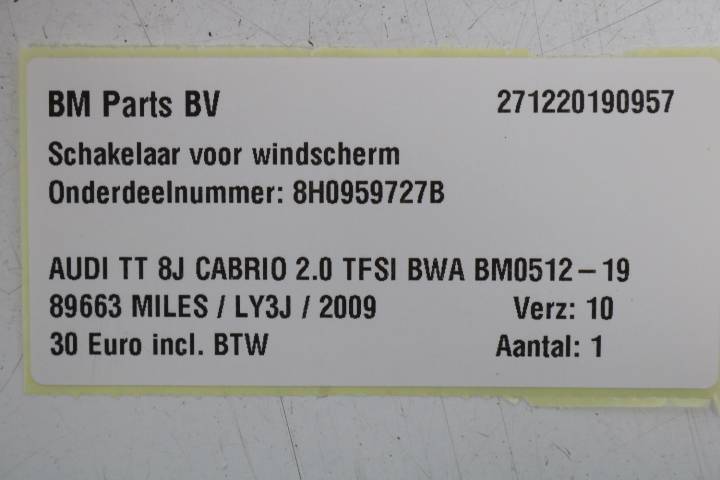 BM Parts BV 271220190957
Schakelaar voor windscherm
Onderdeelnummer: 8H0959727B
AUDI TT 8J CABRIO 2.0 TFSI BWA BM0512-19
89663 MILES / LY3J / 2009 Verz: 10
30 Euro incl. BTW Aantal: 1